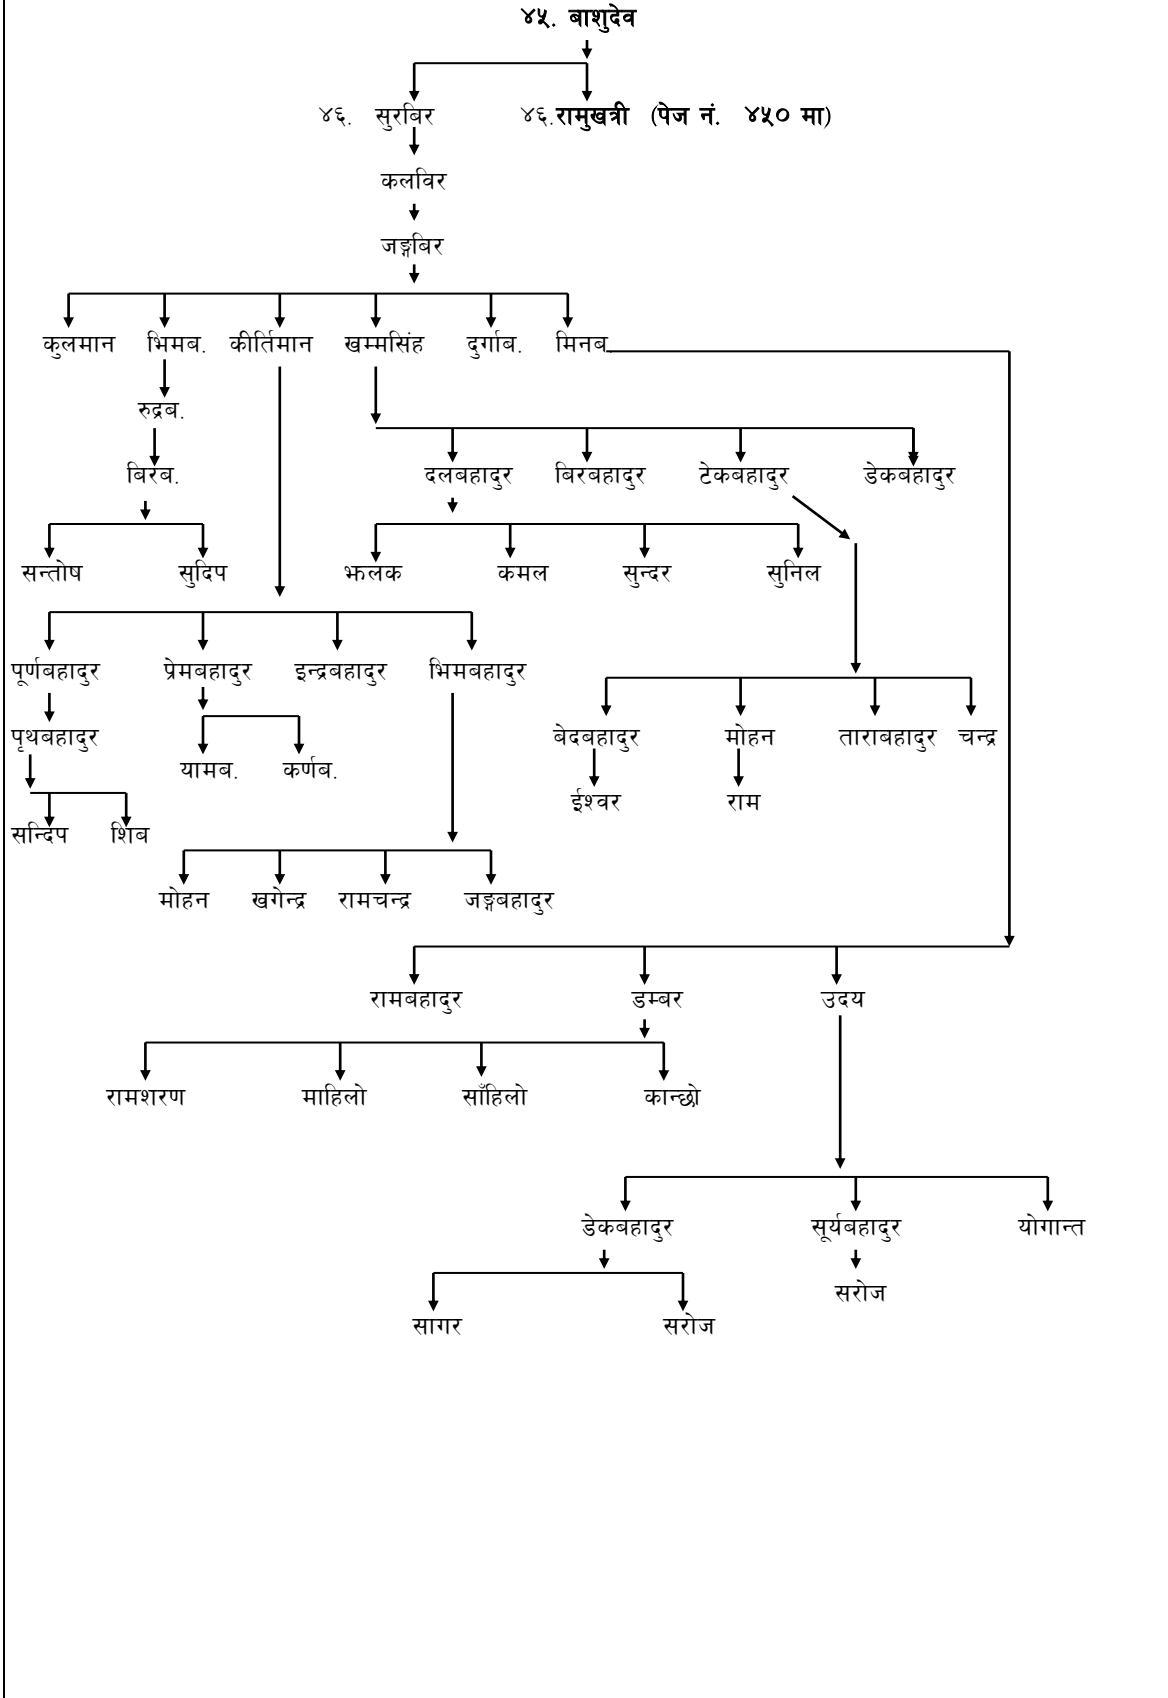 ४५. बाशुदेव
४६. सुरबिर ४६.रामुखत्री (पेज नं. ४५० मा)
कलविर
जङ्गबिर
कुलमान भिमब. कीर्तिमान खम्मसिंह दुर्गाब. मिनब.
रुद्रब.
बिरब. दलबहादुर बिरबहादुर टेकबहादुर डेकबहादुर
सन्तोष सुदिप झलक कमल सुन्दर सुनिल
पूर्णबहादुर प्रेमबहादुर इन्द्रबहादुर भिमबहादुर
पृथबहादुर बेदबहादुर मोहन ताराबहादुर चन्द्र
यामब. कर्णब.
ईश्वर राम
सन्दिप शिब
मोहन खगेन्द्र रामचन्द्र जङ्गबहादुर
रामबहादुर डम्बर उदय
रामशरण माहिलो साँहिलो कान्छो
डेकबहादुर सूर्यबहादुर योगान्त
सरोज
सागर सरोज